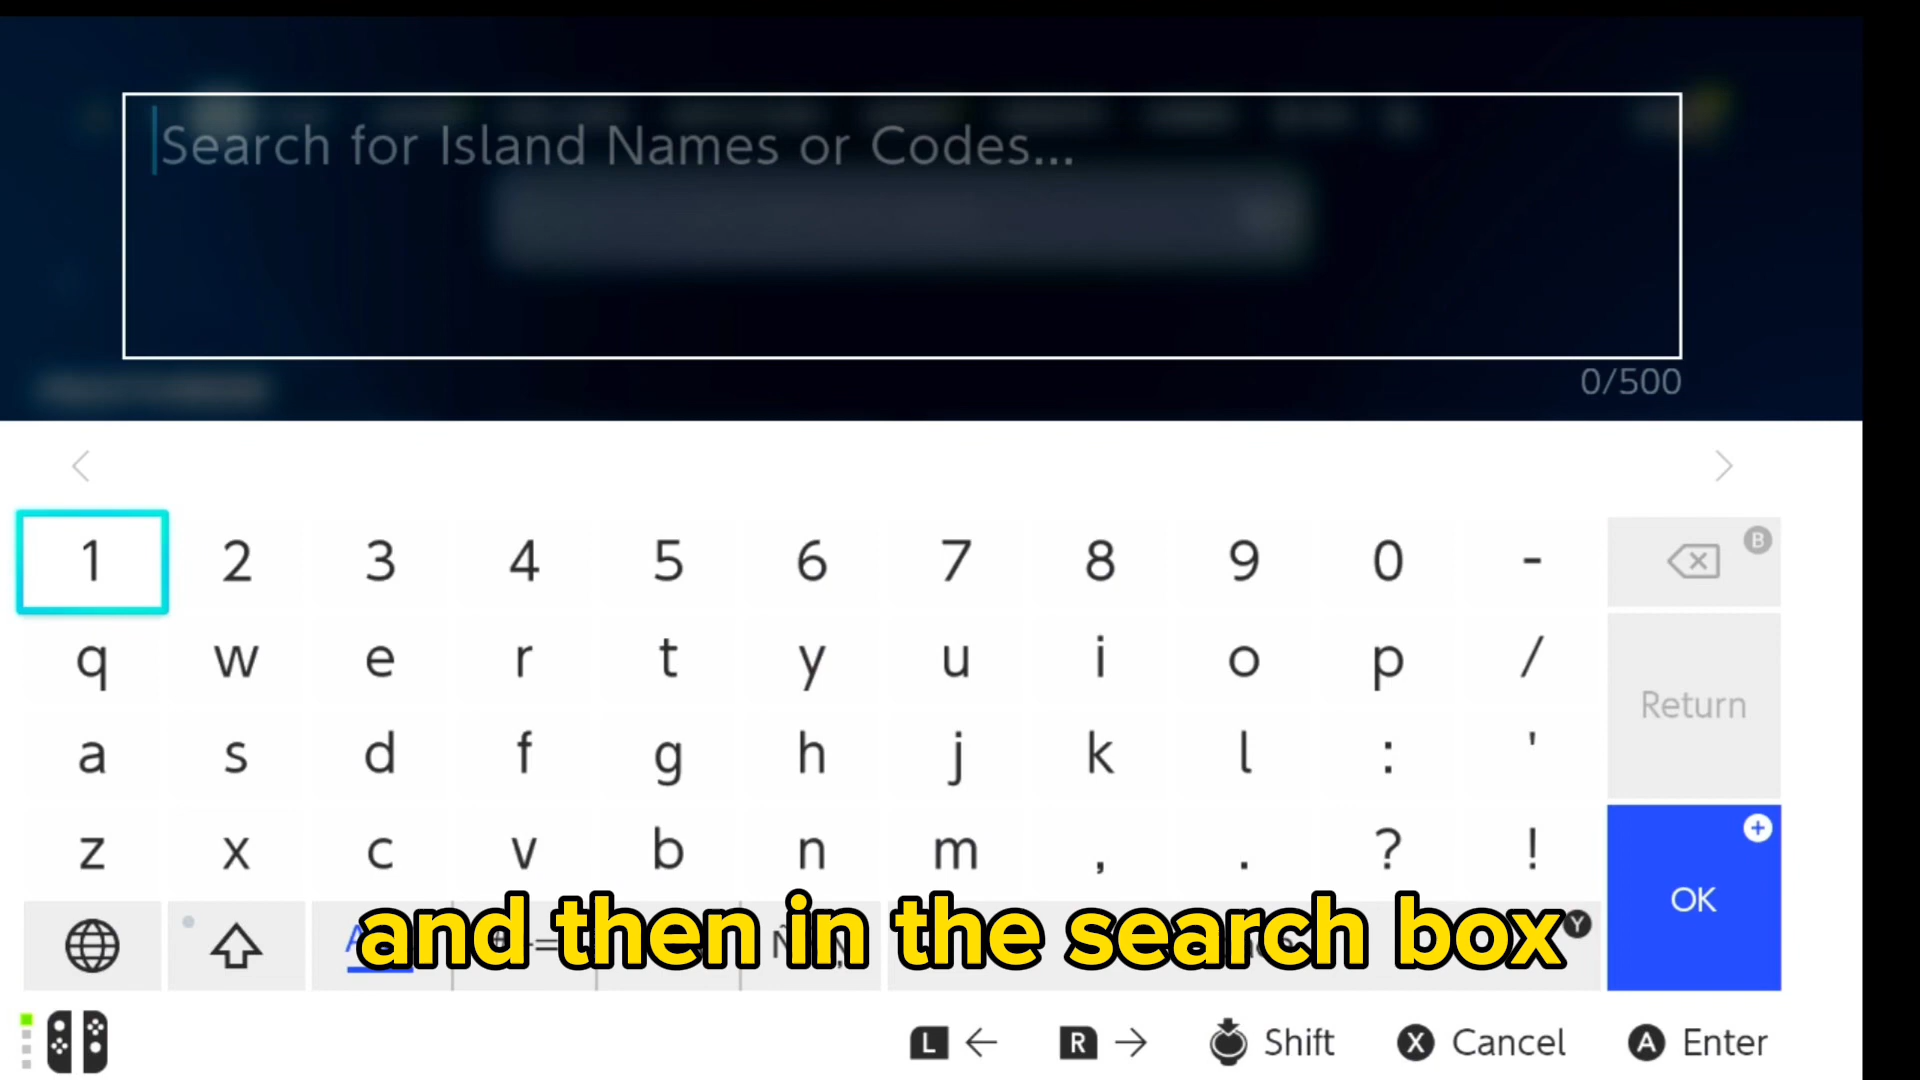 Search for Island Names or Codes...
0/500
1 2 3 4 5 6 7 8 9 0 - B
q w e r t y u i o p /
Return
a s d f g h j k l : '
z x c v b n m , . ? ! +
OK
and then in the search box Y
L ← R → Shift X Cancel A Enter